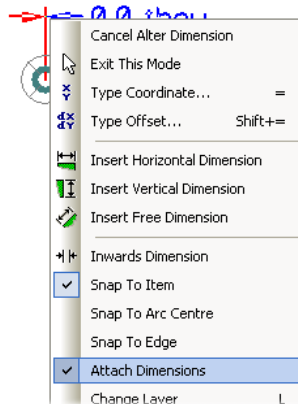 0.0 thou
Cancel Alter Dimension
Exit This Mode
Type Coordinate... =
Type Offset... Shift+=
Insert Horizontal Dimension
Insert Vertical Dimension
Insert Free Dimension
Inwards Dimension
Snap To Item
Snap To Arc Centre
Snap To Edge
Attach Dimensions
Change Layer L